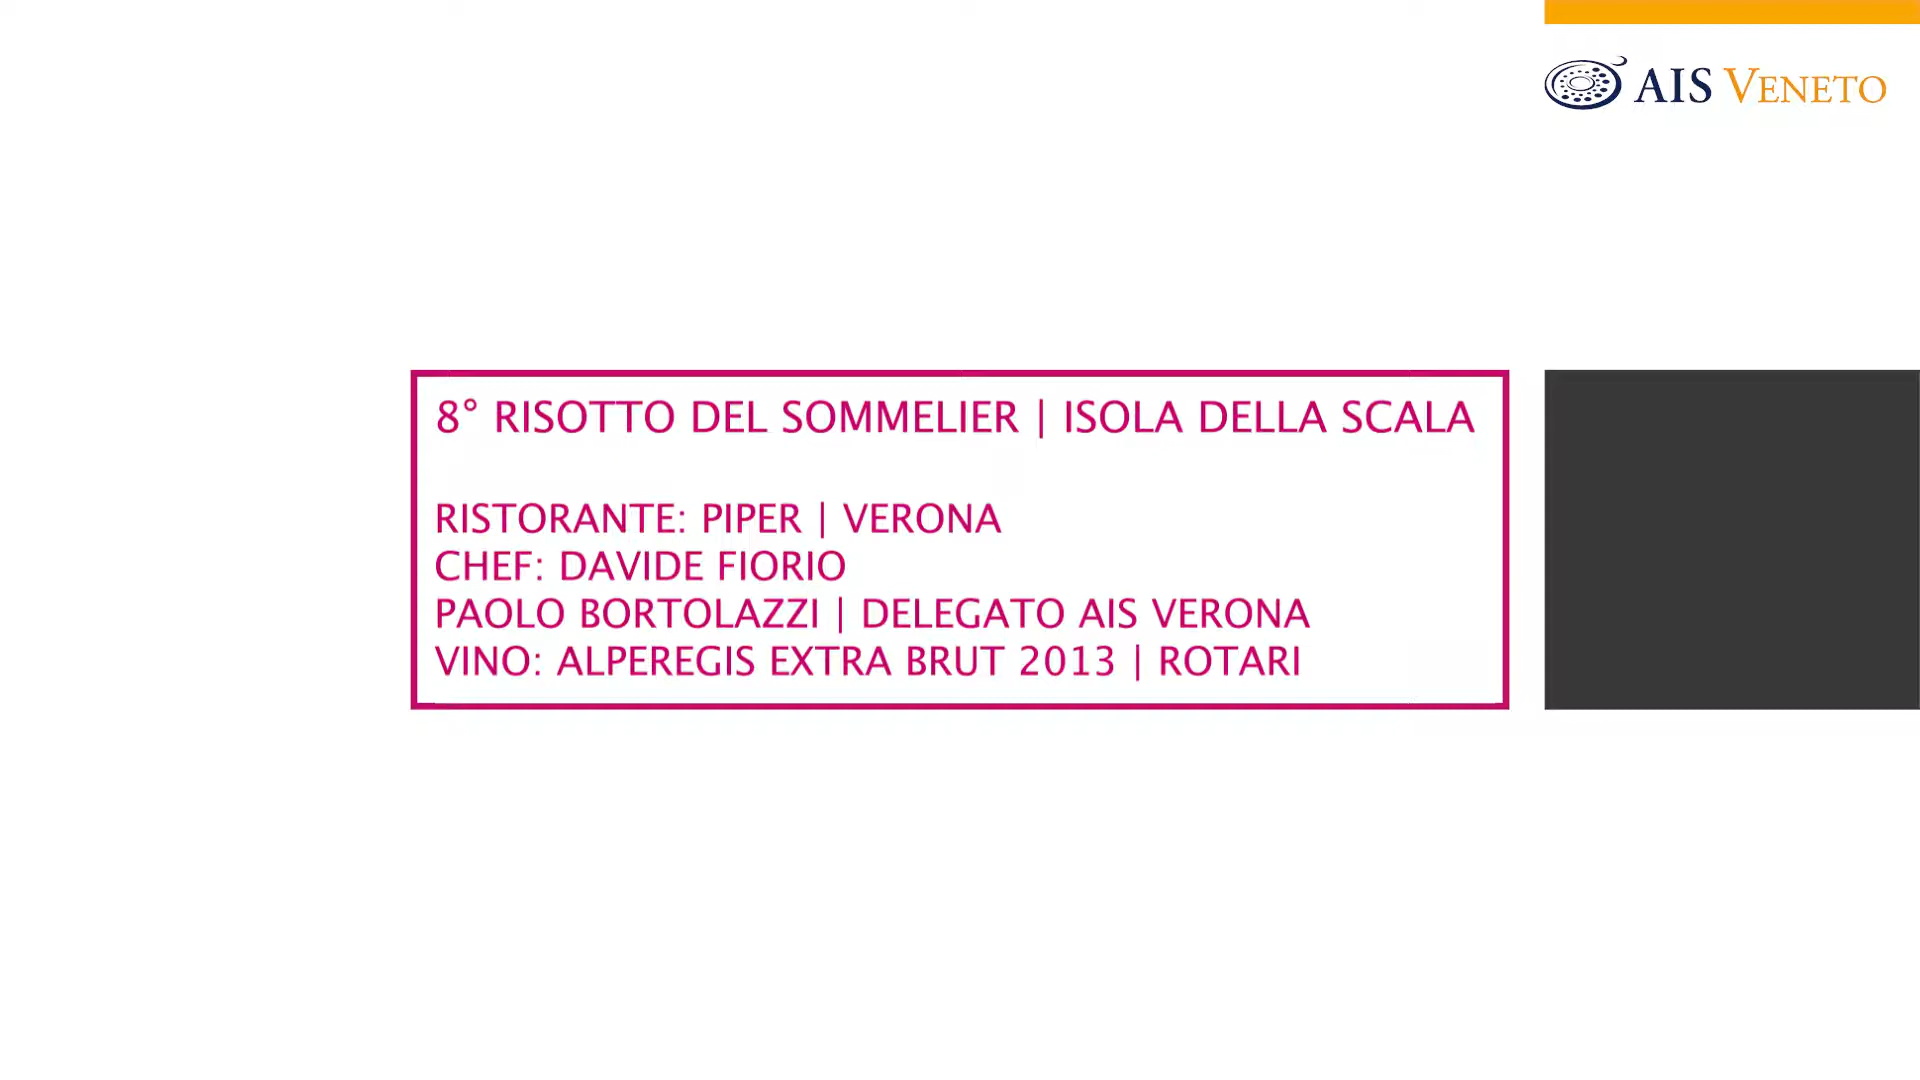 AIS VENETO
8° RISOTTO DEL SOMMELIER | ISOLA DELLA SCALA
RISTORANTE: PIPER | VERONA
CHEF: DAVIDE FIORIO
PAOLO BORTOLAZZI | DELEGATO AIS VERONA
VINO: ALPEREGIS EXTRA BRUT 2013 | ROTARI